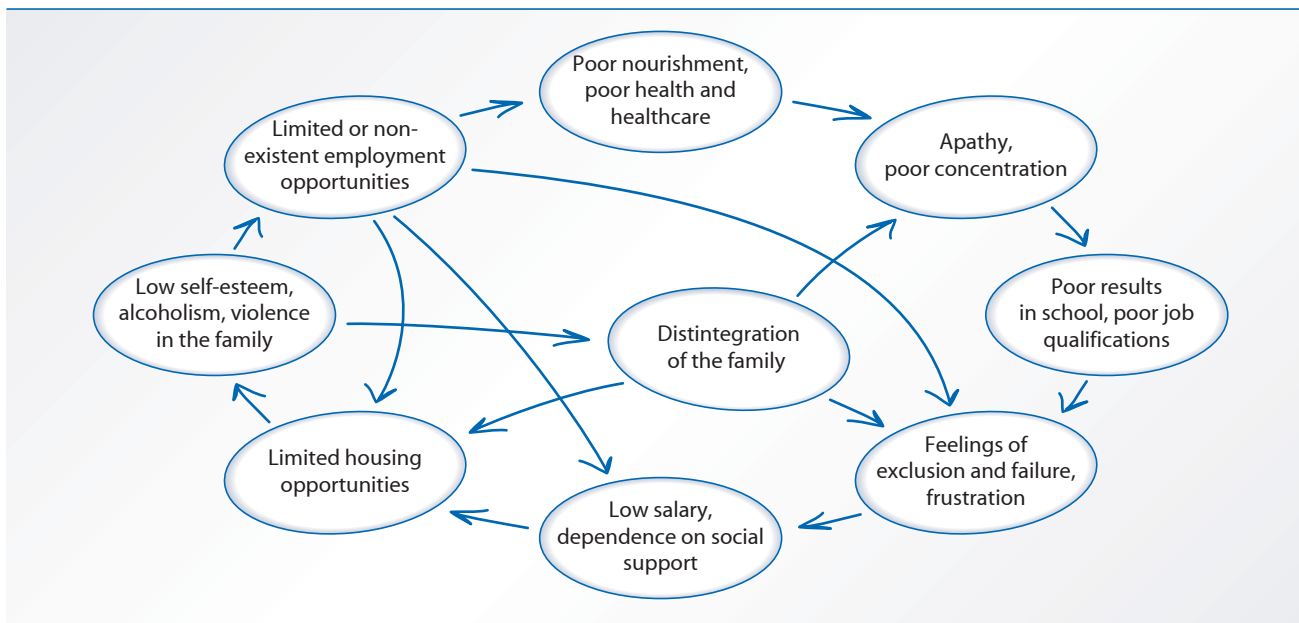 Poor nourishment,
poor health and
healthcare
Limited or non-
existent employment
opportunities
Apathy,
poor concentration
Low self-esteem,
alcoholism, violence
in the family
Distintegration
of the family
Poor results
in school, poor job
qualifications
Limited housing
opportunities
Low salary,
dependence on social
support
Feelings of
exclusion and failure,
frustration